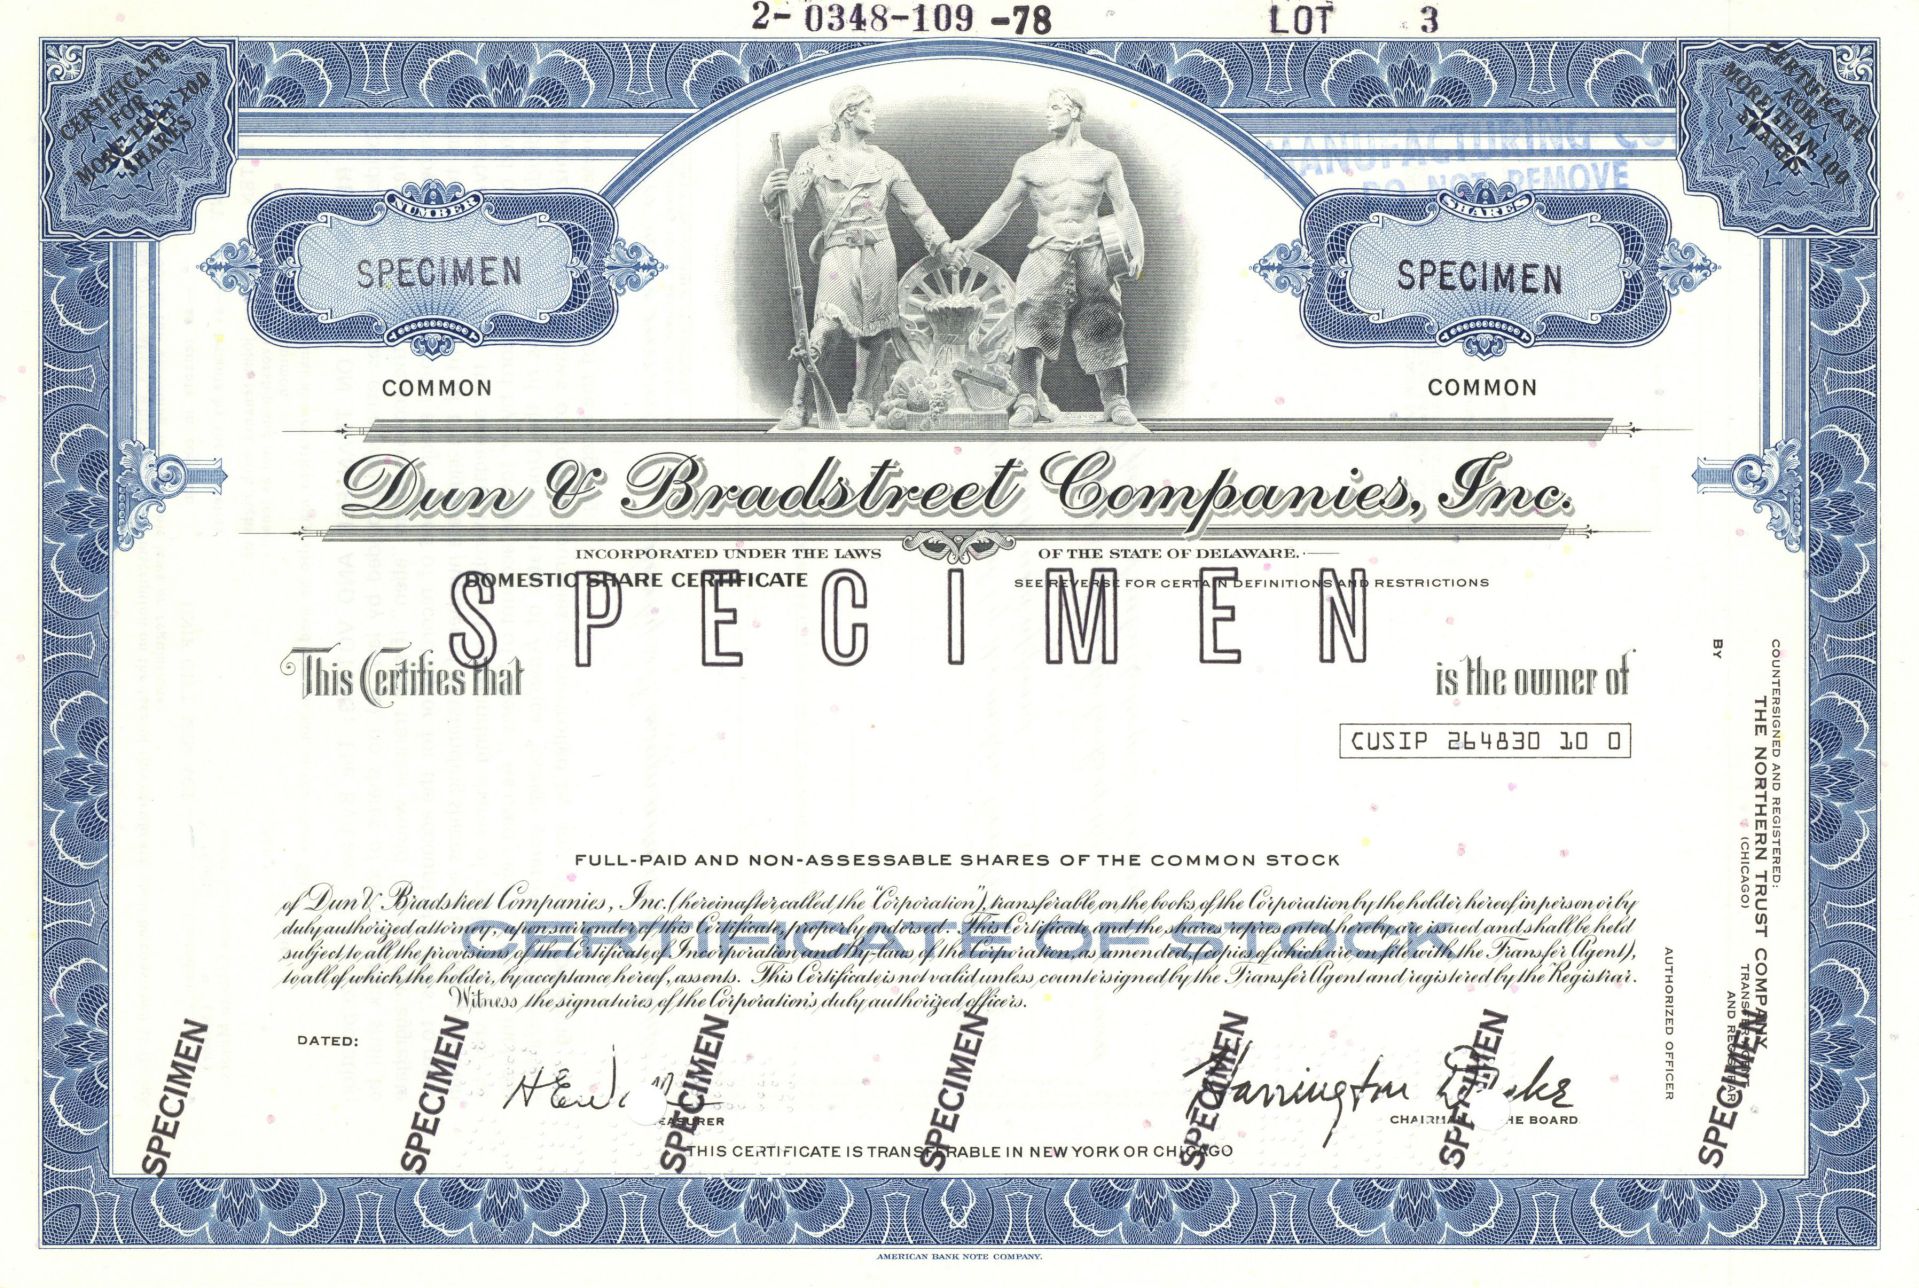 2- 0348-109 -78 LOT 3
CERTIFICATE
FOR
MORE THAN 100
SHARES
CERTIFICATE
FOR
MORE THAN 100
SHARES
MANUFACTURING CO
DO NOT REMOVE
NUMBER
SPECIMEN
COMMON
SHARES
SPECIMEN
COMMON
Dun & Bradstreet Companies, Inc.
INCORPORATED UNDER THE LAWS OF THE STATE OF DELAWARE.
DOMESTIC SHARE CERTIFICATE SEE REVERSE FOR CERTAIN DEFINITIONS AND RESTRICTIONS
SPECIMEN
This Certifies that is the owner of
CUSIP 264830 10 0
FULL-PAID AND NON-ASSESSABLE SHARES OF THE COMMON STOCK
of Dun & Bradstreet Companies, Inc. (hereinafter called the "Corporation"), transferable on the books of the Corporation by the holder hereof in person or by
duly authorized attorney, upon surrender of this Certificate, properly endorsed. This Certificate and the shares represented hereby are issued and shall be held
subject to all the provisions of the Certificate of Incorporation and By-laws of the Corporation, as amended, (copies of which are on file with the Transfer Agent),
to all of which the holder, by acceptance hereof, assents. This Certificate is not valid unless countersigned by the Transfer Agent and registered by the Registrar.
Witness the signatures of the Corporation's duly authorized officers.
CERTIFICATE OF STOCK
DATED:
SPECIMEN SPECIMEN SPECIMEN SPECIMEN SPECIMEN SPECIMEN SPECIMEN
Harrington Drake
CHAIRMAN HE BOARD
THIS CERTIFICATE IS TRANSFERABLE IN NEW YORK OR CHICAGO
COUNTERSIGNED AND REGISTERED:
THE NORTHERN TRUST COMPANY
(CHICAGO) TRANSFER AGENT
AND REGISTRAR
BY
AUTHORIZED OFFICER
AMERICAN BANK NOTE COMPANY.